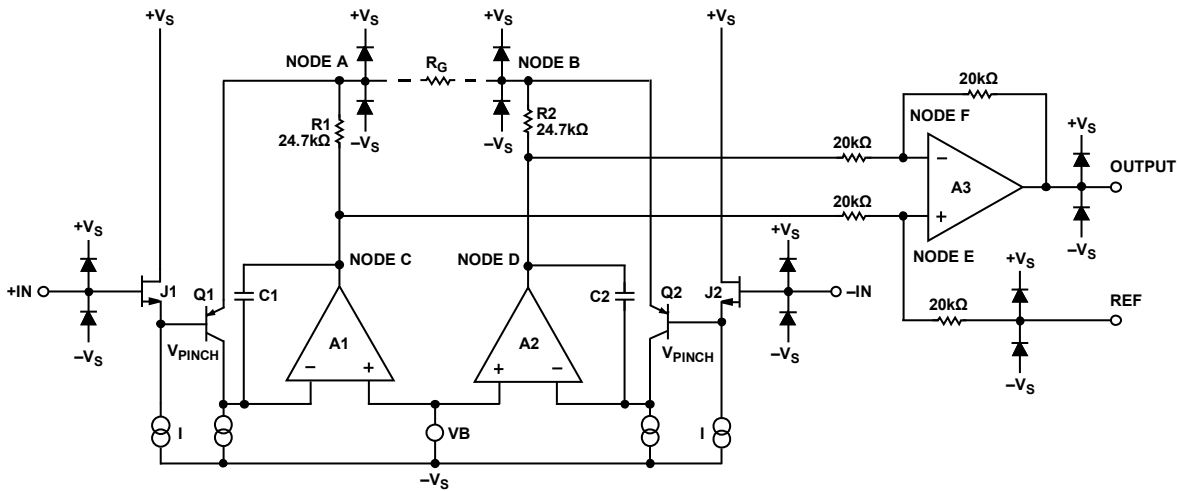 +VS
+VS
+VS
+VS
NODE A
RG
NODE B
20kΩ
R1
24.7kΩ
R2
24.7kΩ
–VS
–VS
NODE F
20kΩ
+VS
–
A3
OUTPUT
20kΩ
+
–VS
NODE E
+VS
NODE C
NODE D
+VS
+VS
+IN
J1
Q1
C1
C2
Q2
J2
–IN
20kΩ
REF
–VS
VPINCH
A1
A2
VPINCH
–VS
–VS
–
+
+
–
I
VB
I
–VS